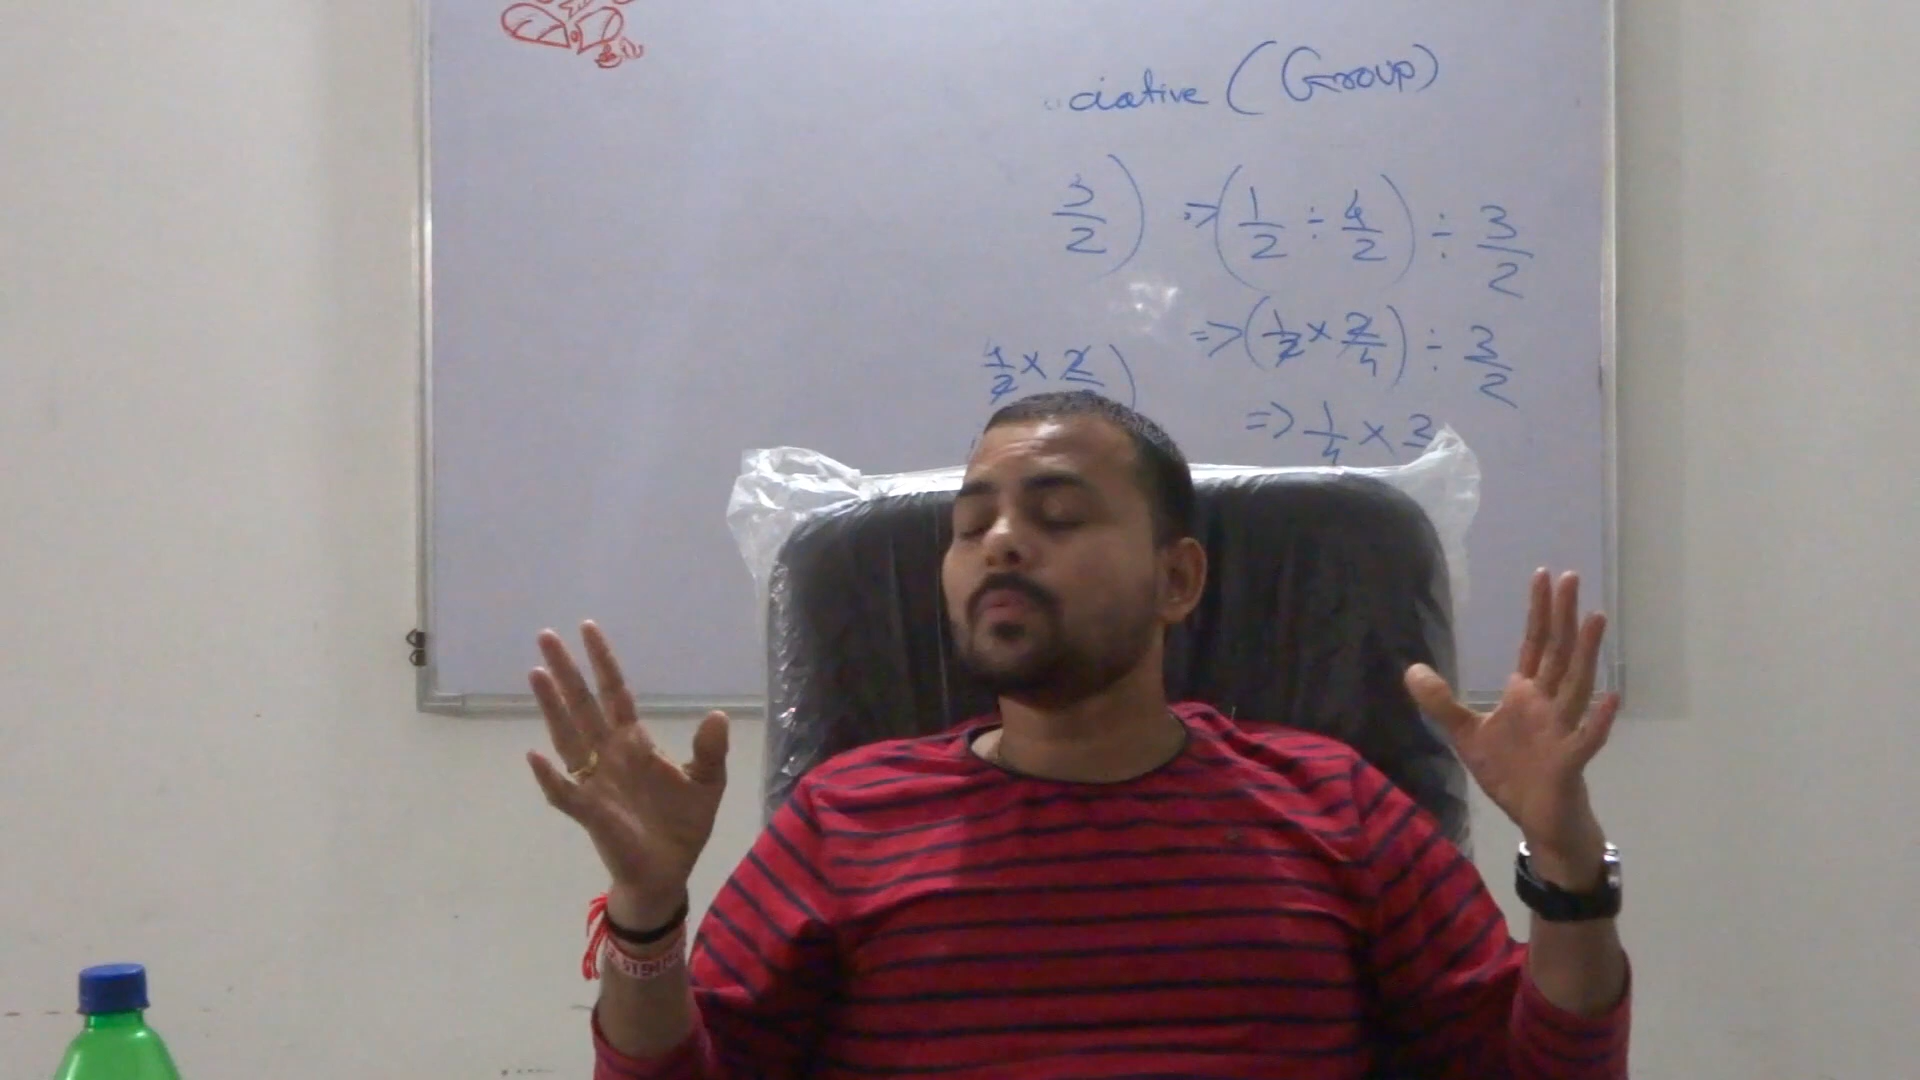 ciative (Group)
3/2) => (1/2 ÷ 4/2) ÷ 3/2
=> (1/2 × 2/4) ÷ 3/2
1/2 × 2/ )
=> 1/4 × 3